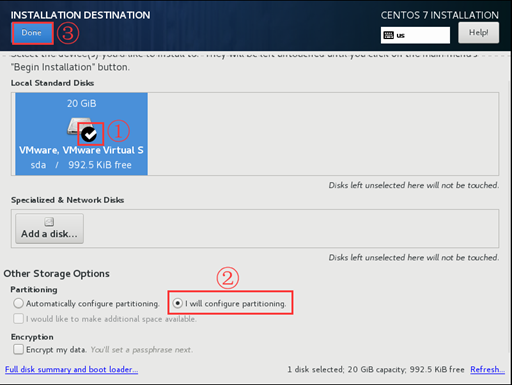 INSTALLATION DESTINATION
CENTOS 7 INSTALLATION
Done
③
us
Help!
Select the device(s) you'd like to install to. They will be left untouched until you click on the main menu's
"Begin Installation" button.
Local Standard Disks
20 GiB
①
VMware, VMware Virtual S
sda / 992.5 KiB free
Disks left unselected here will not be touched.
Specialized & Network Disks
Add a disk...
Disks left unselected here will not be touched.
Other Storage Options
②
Partitioning
Automatically configure partitioning.
I will configure partitioning.
I would like to make additional space available.
Encryption
Encrypt my data. You'll set a passphrase next.
Full disk summary and boot loader...
1 disk selected; 20 GiB capacity; 992.5 KiB free
Refresh...